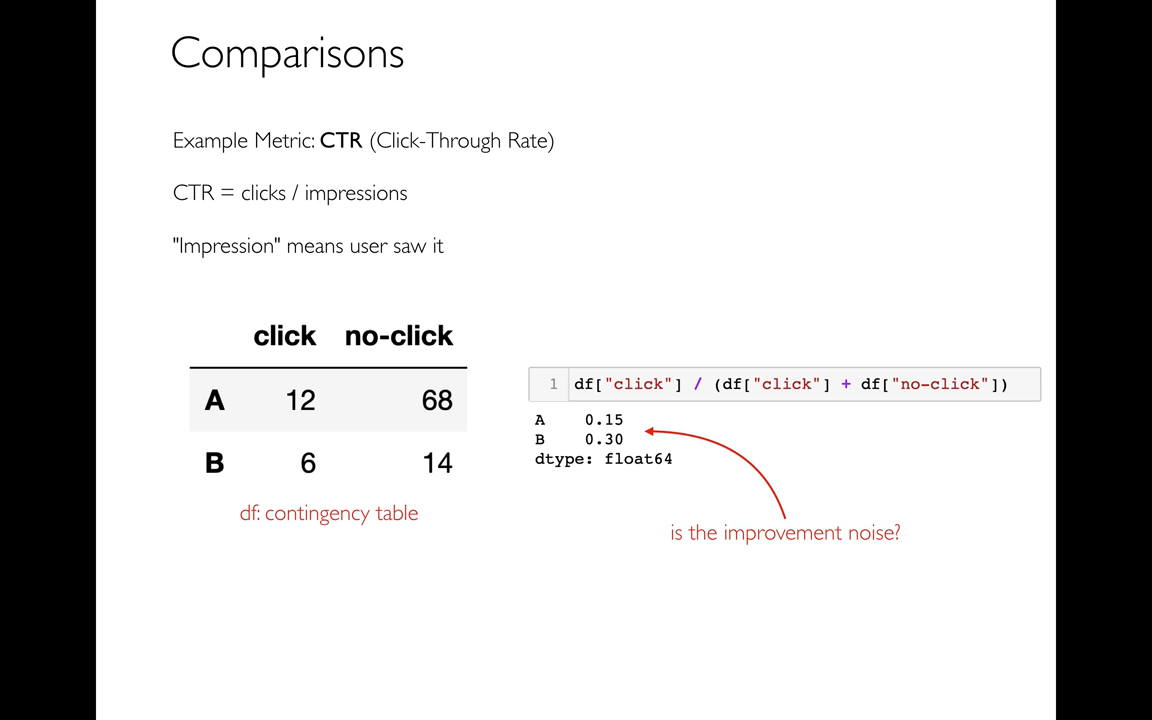 Comparisons
Example Metric: CTR (Click-Through Rate)
CTR = clicks / impressions
"Impression" means user saw it
click no-click
A 12 68
B 6 14
df: contingency table
1 df["click"] / (df["click"] + df["no-click"])
A 0.15
B 0.30
dtype: float64
is the improvement noise?